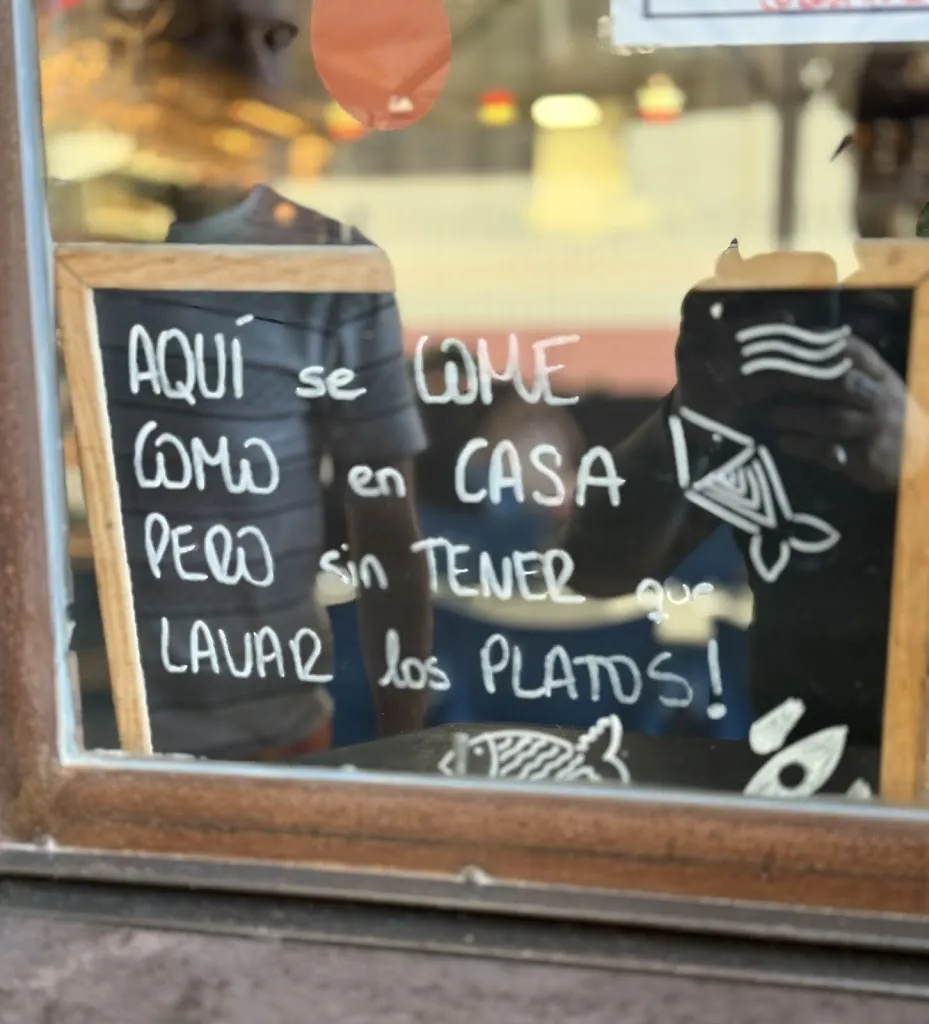 AQUÍ se COME
COMO en CASA
PERO sin TENER que
LAVAR los PLATOS!